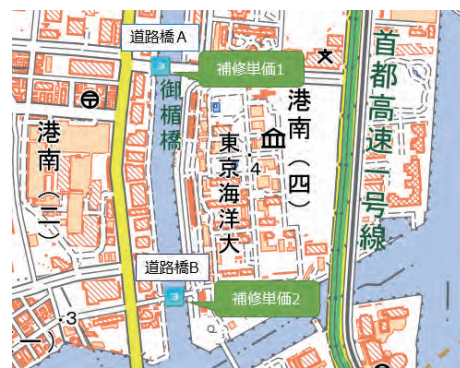 道路橋A
補修単価1
御楯橋
港南（三）
東京海洋大
・4
港南（四）
首都高速一号線
道路橋B
補修単価2
・3